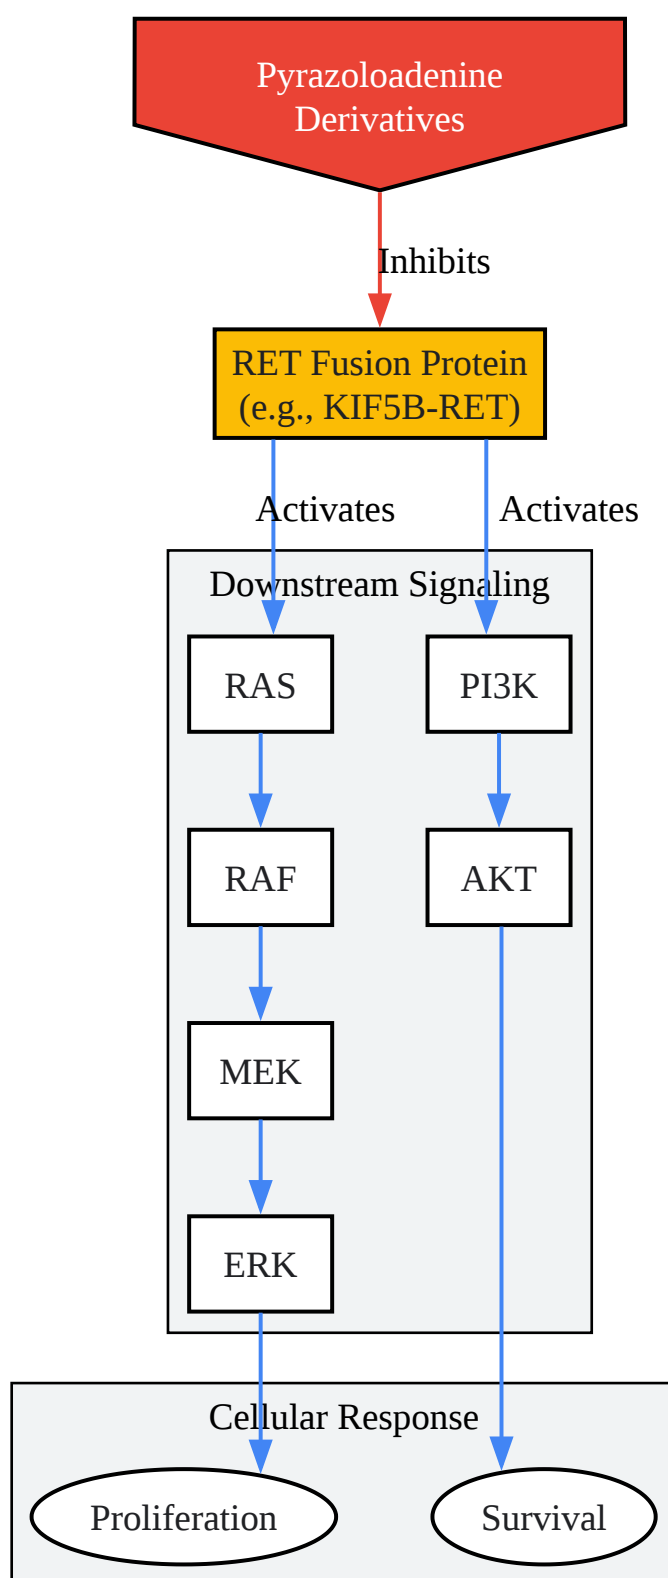 Pyrazoloadenine
Derivatives
Inhibits
RET Fusion Protein
(e.g., KIF5B-RET)
Activates
Activates
Downstream Signaling
RAS
PI3K
RAF
AKT
MEK
ERK
Cellular Response
Proliferation
Survival